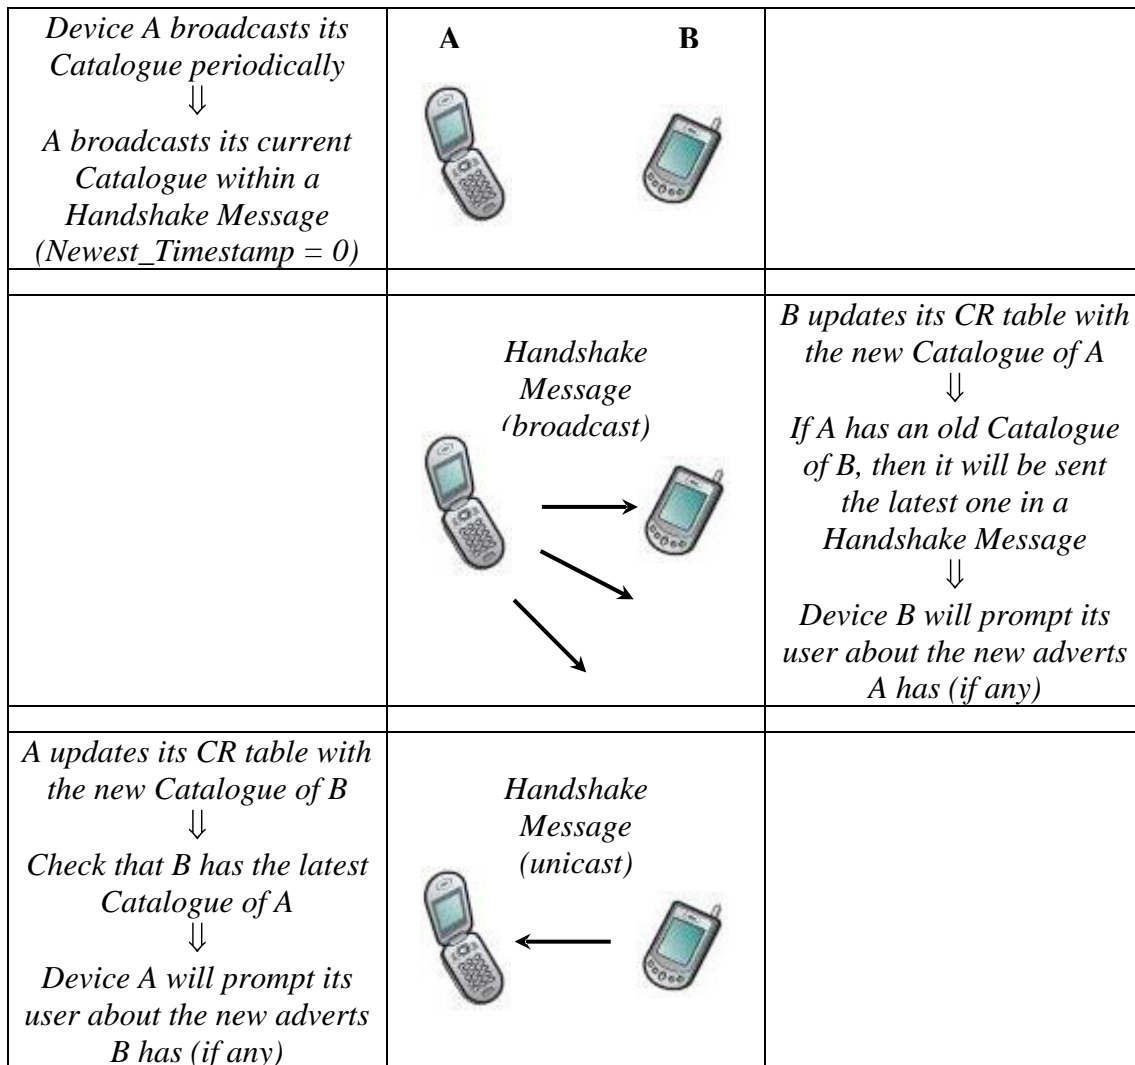 Device A broadcasts its
Catalogue periodically
⇓
A broadcasts its current
Catalogue within a
Handshake Message
(Newest_Timestamp = 0)
A B
Handshake
Message
(broadcast)
B updates its CR table with
the new Catalogue of A
⇓
If A has an old Catalogue
of B, then it will be sent
the latest one in a
Handshake Message
⇓
Device B will prompt its
user about the new adverts
A has (if any)
A updates its CR table with
the new Catalogue of B
⇓
Check that B has the latest
Catalogue of A
⇓
Device A will prompt its
user about the new adverts
B has (if any)
Handshake
Message
(unicast)